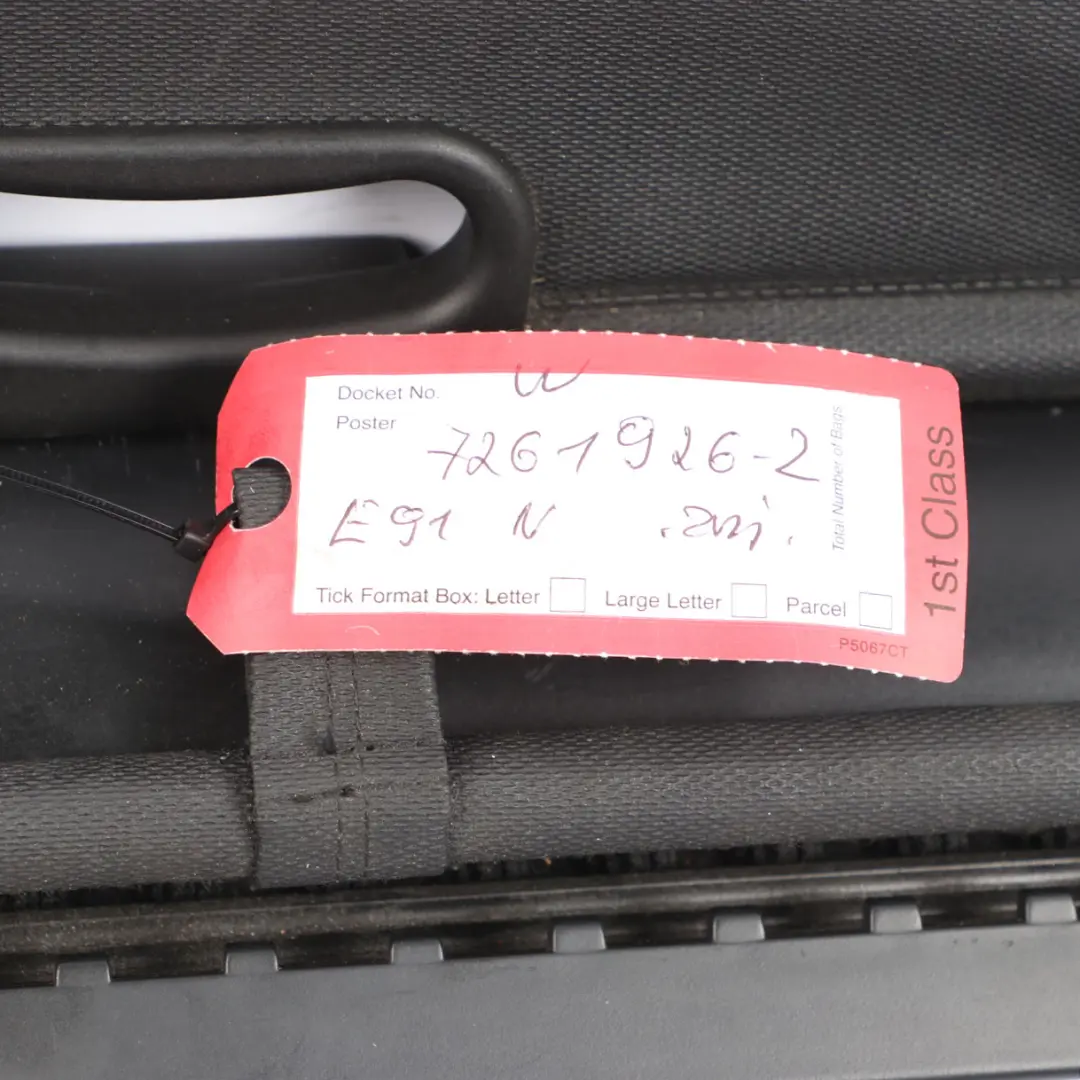 Docket No. W
Poster
7261926-2
E91 N
Total Number of Bags
Tick Format Box: Letter Large Letter Parcel
P5067CT
1st Class